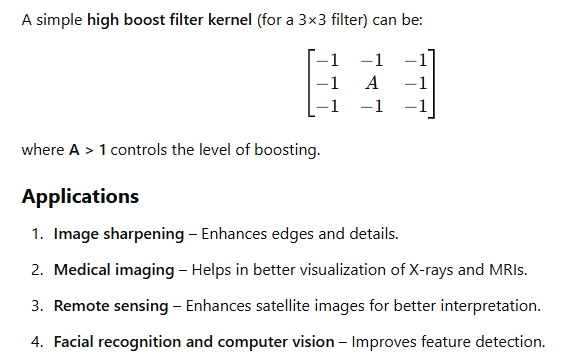 A simple high boost filter kernel (for a 3×3 filter) can be:
[−1 −1 −1]
[−1 A −1]
[−1 −1 −1]
where A > 1 controls the level of boosting.
Applications
1. Image sharpening – Enhances edges and details.
2. Medical imaging – Helps in better visualization of X-rays and MRIs.
3. Remote sensing – Enhances satellite images for better interpretation.
4. Facial recognition and computer vision – Improves feature detection.